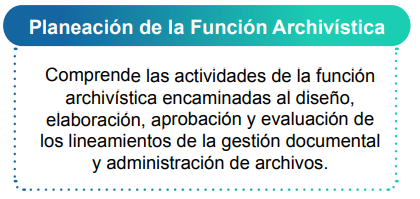 Planeación de la Función Archivística
Comprende las actividades de la función
archivística encaminadas al diseño,
elaboración, aprobación y evaluación de
los lineamientos de la gestión documental
y administración de archivos.